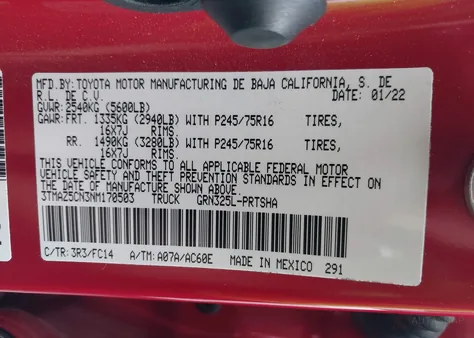 MFD.BY: TOYOTA MOTOR MANUFACTURING DE BAJA CALIFORNIA, S. DE
R.L. DE C.V. DATE: 01/22
GVWR: 2540KG (5600LB)
GAWR: FRT. 1335KG (2940LB) WITH P245/75R16 TIRES,
16X7J RIMS.
RR. 1490KG (3280LB) WITH P245/75R16 TIRES,
16X7J RIMS.
THIS VEHICLE CONFORMS TO ALL APPLICABLE FEDERAL MOTOR
VEHICLE SAFETY AND THEFT PREVENTION STANDARDS IN EFFECT ON
THE DATE OF MANUFACTURE SHOWN ABOVE.
3TMAZ5CN3NM170503 TRUCK GRN325L-PRTSHA
C/TR: 3R3/FC14 A/TM: A07A/AC60E MADE IN MEXICO 291